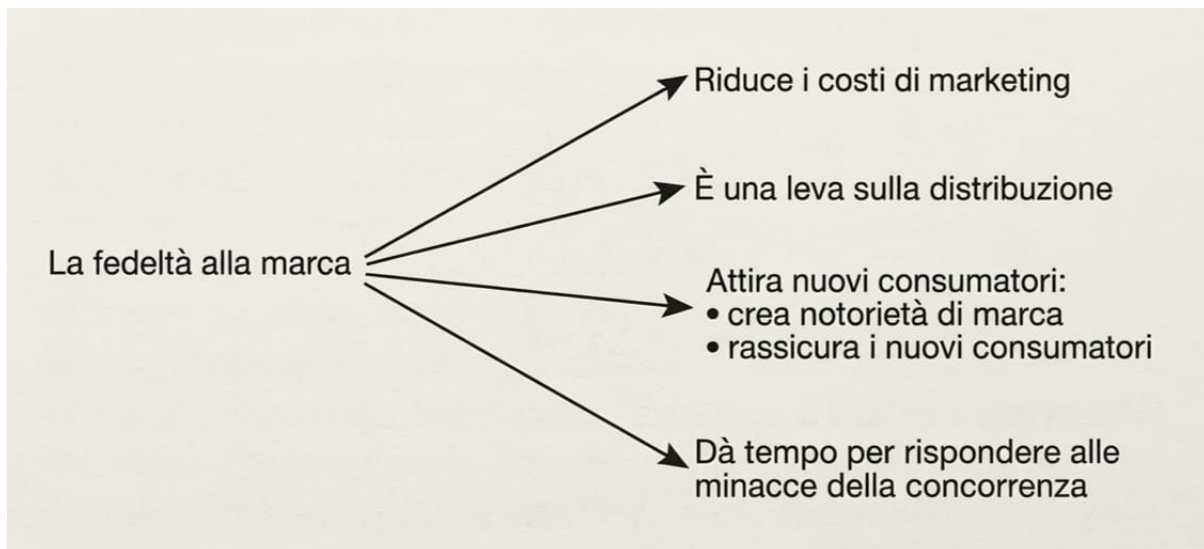 La fedeltà alla marca
Riduce i costi di marketing
È una leva sulla distribuzione
Attira nuovi consumatori:
• crea notorietà di marca
• rassicura i nuovi consumatori
Dà tempo per rispondere alle
minacce della concorrenza